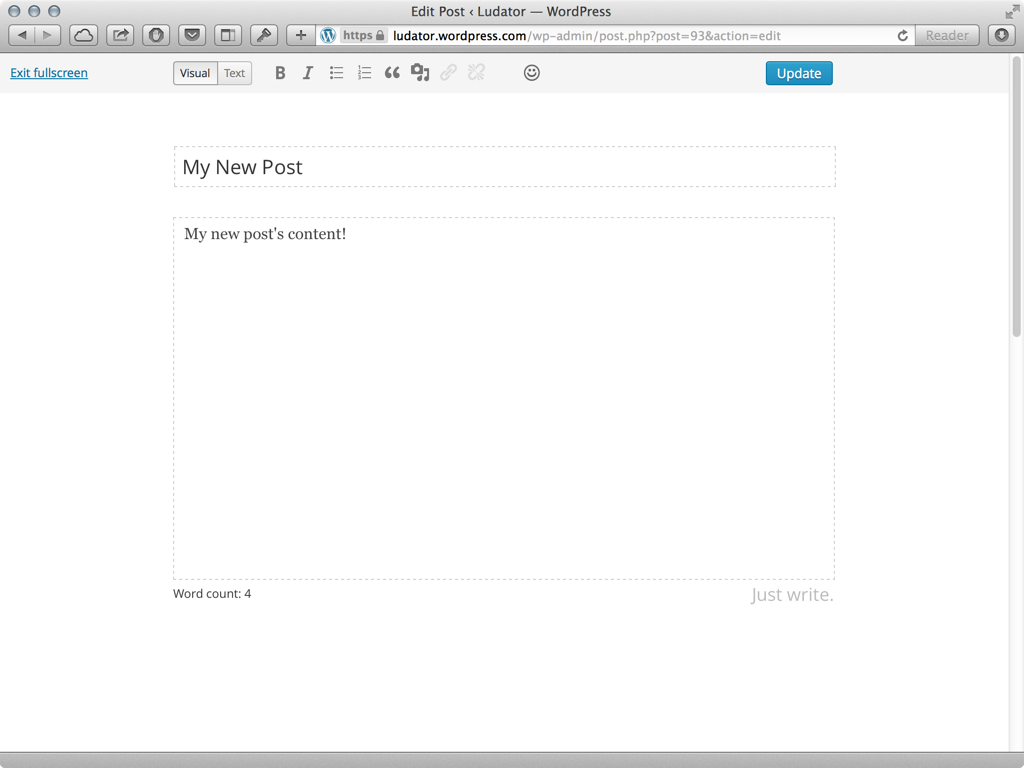 Edit Post ‹ Ludator — WordPress
https ludator.wordpress.com/wp-admin/post.php?post=93&action=edit Reader
Exit fullscreen Visual Text B I Update
My New Post
My new post's content!
Word count: 4 Just write.